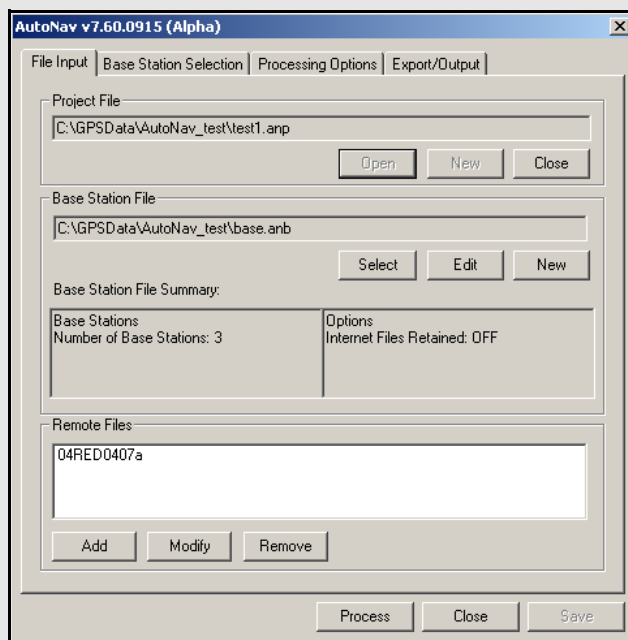 AutoNav v7.60.0915 (Alpha)
File Input Base Station Selection Processing Options Export/Output
Project File
C:\GPSData\AutoNav_test\test1.anp
Open New Close
Base Station File
C:\GPSData\AutoNav_test\base.anb
Select Edit New
Base Station File Summary:
Base Stations
Number of Base Stations: 3
Options
Internet Files Retained: OFF
Remote Files
04RED0407a
Add Modify Remove
Process Close Save